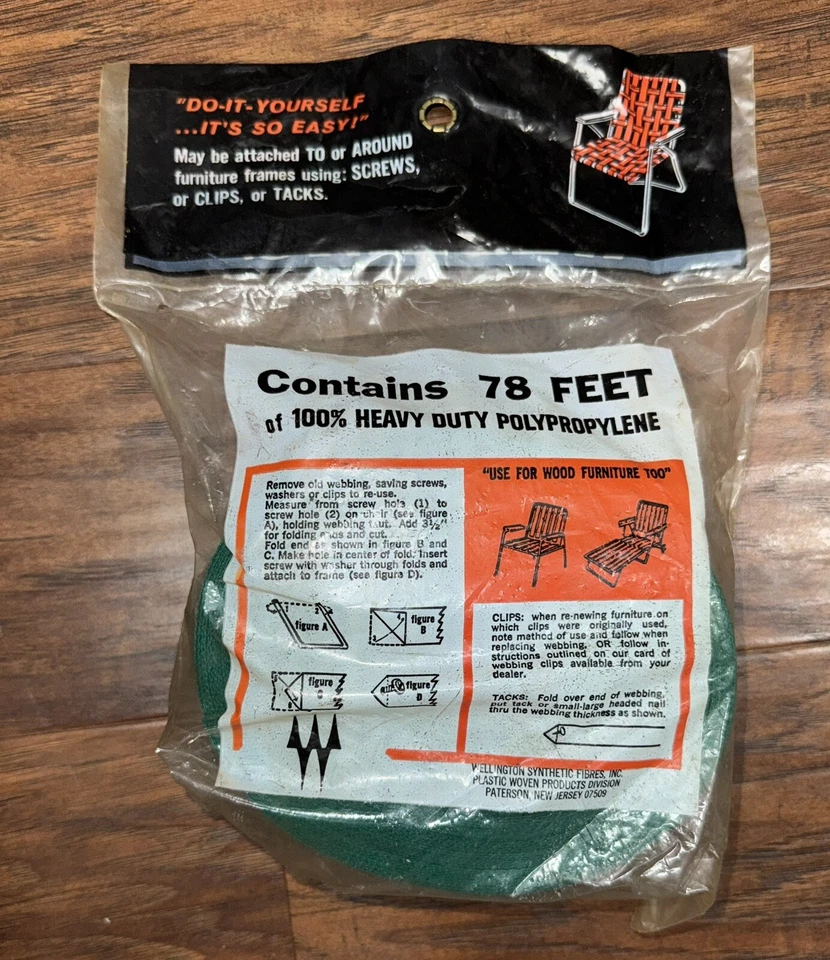 "DO-IT-YOURSELF
...IT'S SO EASY!"
May be attached TO or AROUND
furniture frames using: SCREWS,
or CLIPS, or TACKS.
Contains 78 FEET
of 100% HEAVY DUTY POLYPROPYLENE
Remove old webbing, saving screws,
washers or clips to re-use.
Measure from screw hole (1) to
screw hole (2) on chair (see figure
A), holding webbing taut. Add 3½"
for folding ends and cut.
Fold end as shown in figure B and
C. Make hole in center of fold. Insert
screw with washer through folds and
attach to frame (see figure D).
1 2
figure A
figure
B
figure
C
figure
D
"USE FOR WOOD FURNITURE TOO"
CLIPS: when re-newing furniture on
which clips were originally used,
note method of use and follow when
replacing webbing, OR follow in-
structions outlined on our card of
webbing clips available from your
dealer.
TACKS: Fold over end of webbing,
put tack or small-large headed nail
thru the webbing thickness as shown.
WELLINGTON SYNTHETIC FIBRES, INC.
PLASTIC WOVEN PRODUCTS DIVISION
PATERSON, NEW JERSEY 07509